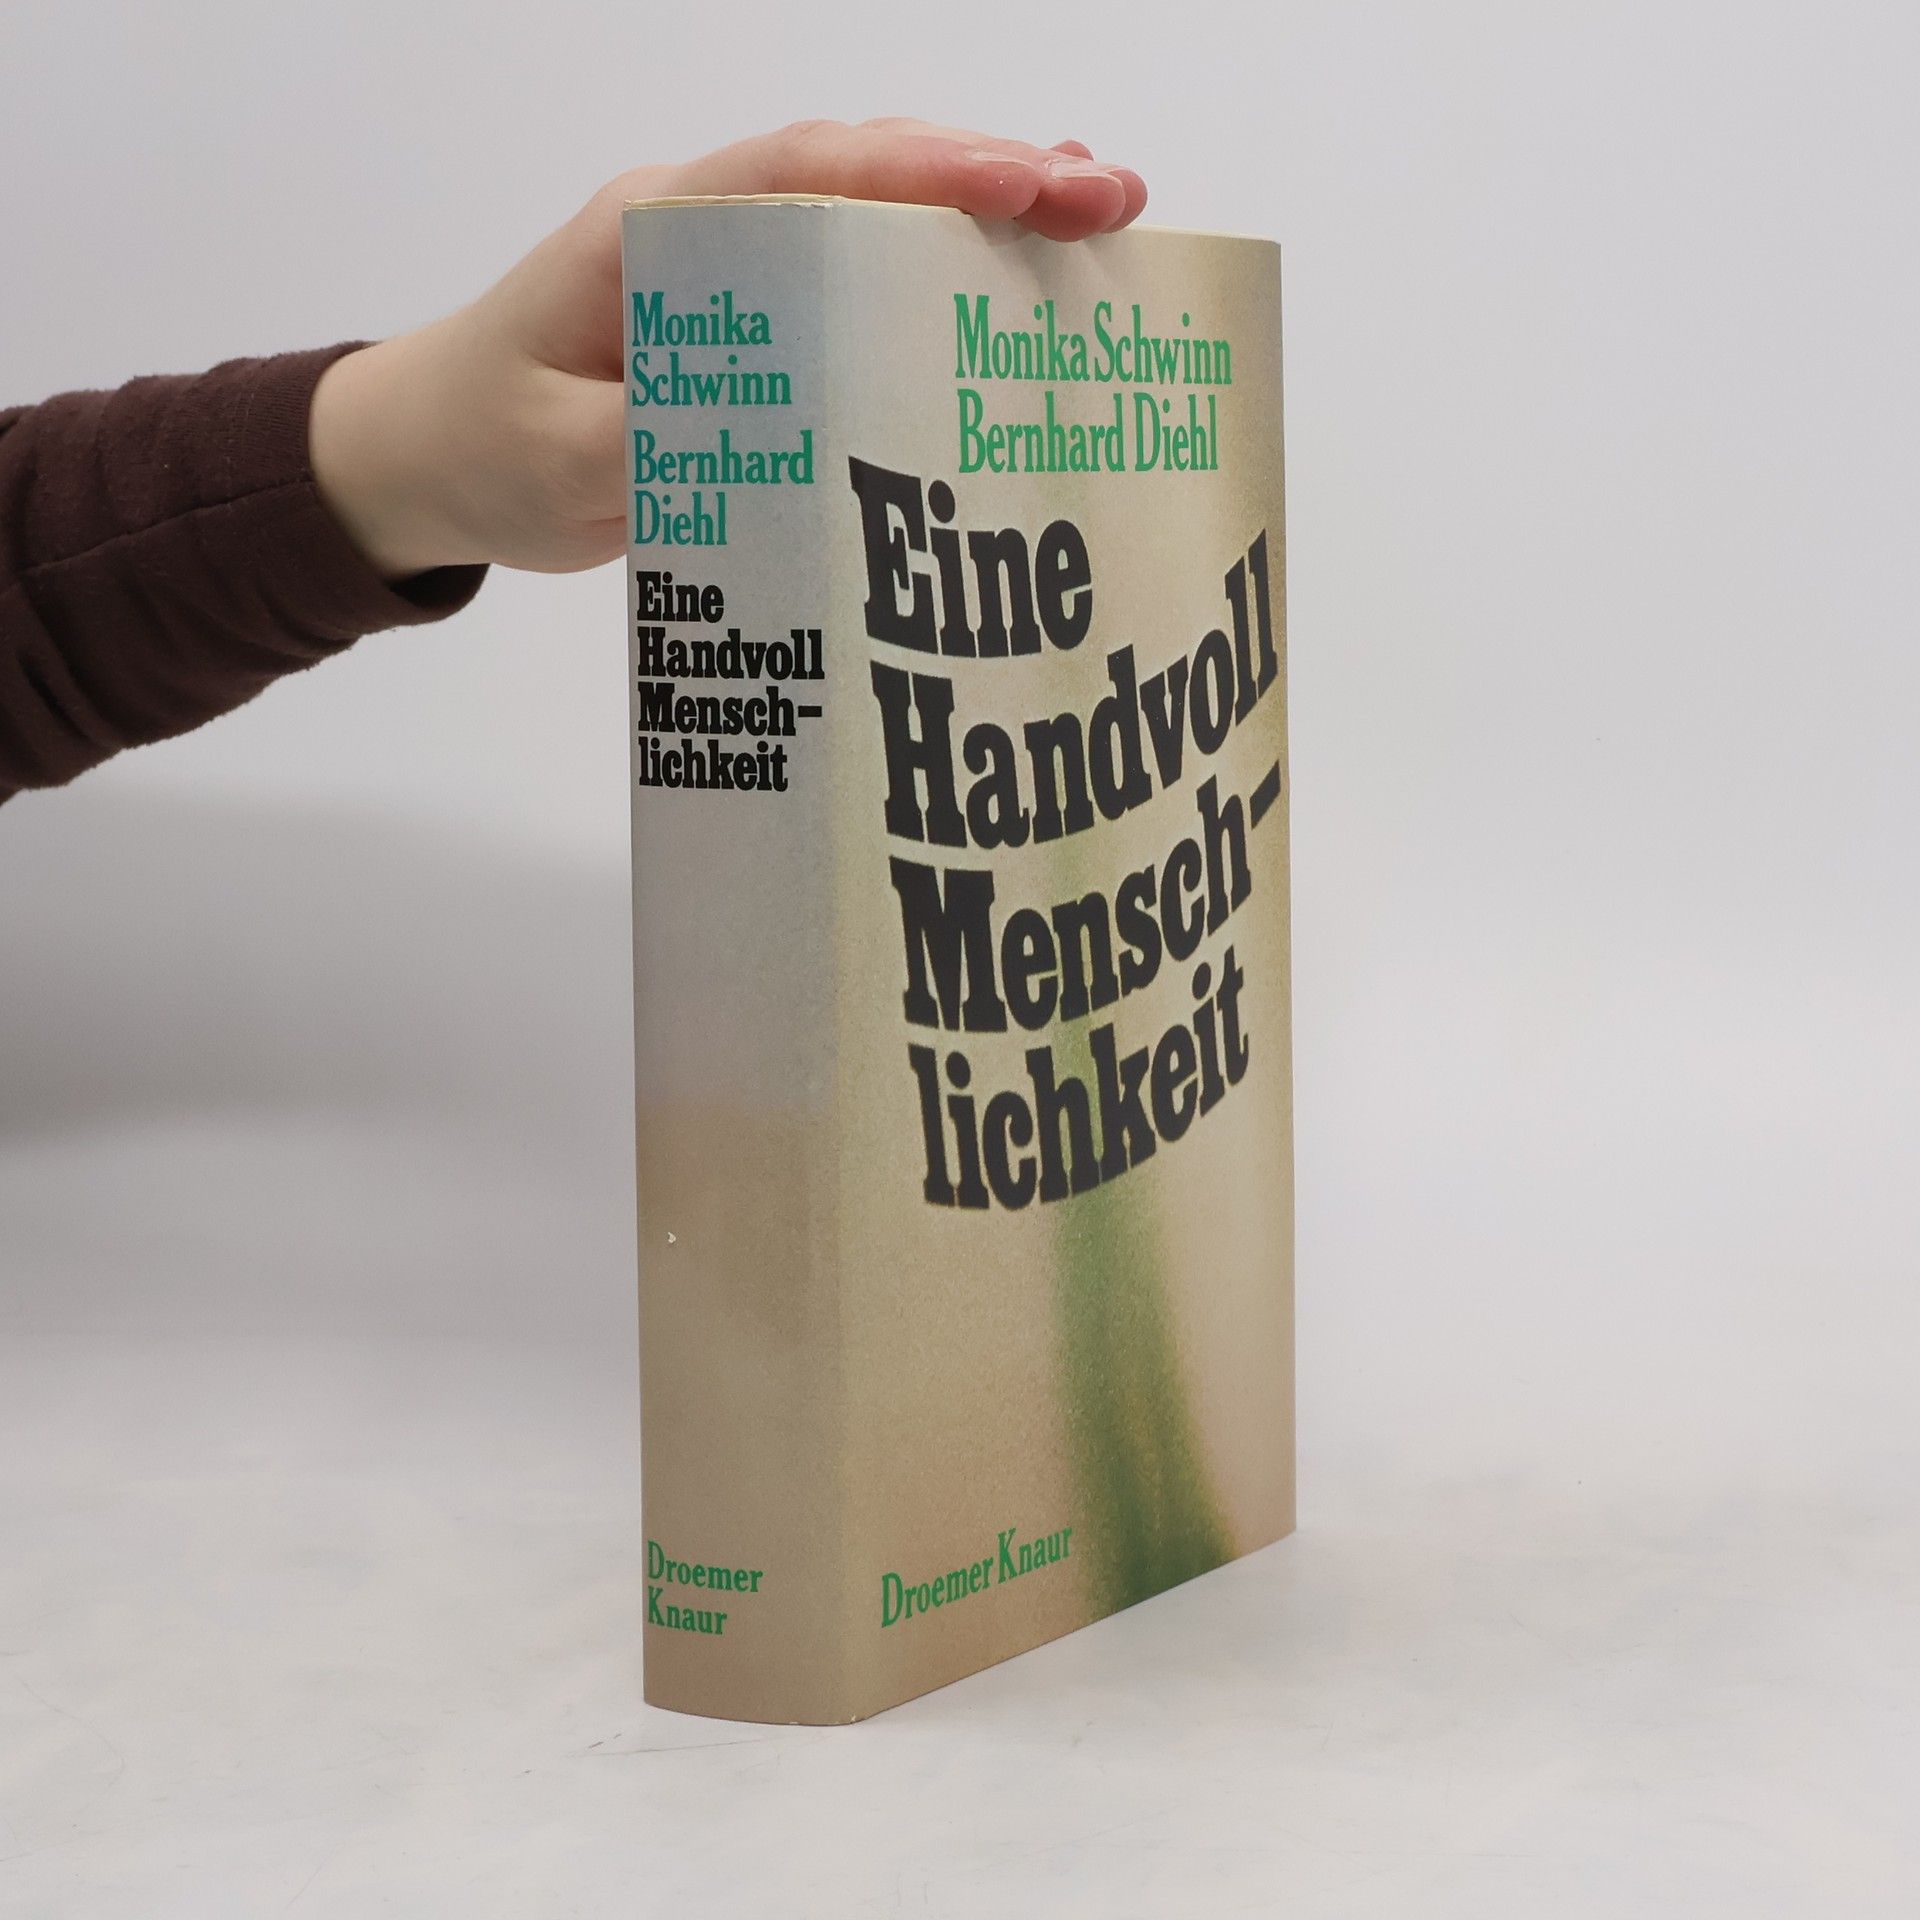 Monika
Schwinn
Bernhard
Diehl
Eine
Handvoll
Mensch-
lichkeit
Droemer
Knaur
Monika Schwinn
Bernhard Diehl
Eine
Handvoll
Mensch-
lichkeit
Droemer Knaur